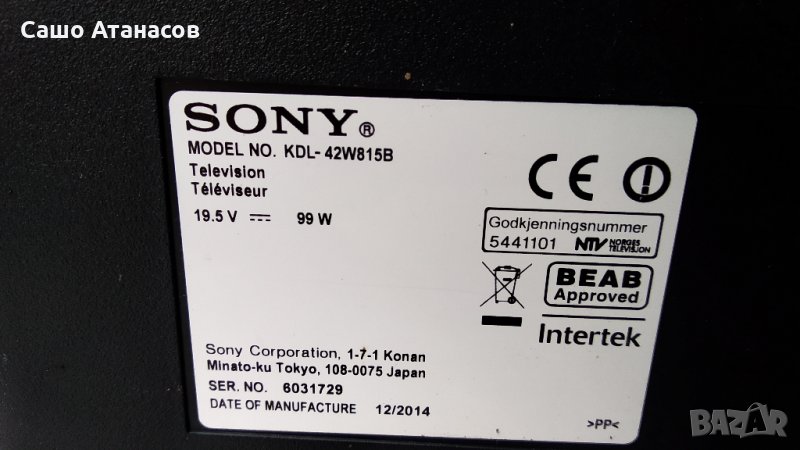 Сашо Атанасов
SONY®
MODEL NO. KDL- 42W815B
Television
Téléviseur
19.5 V ⎓ 99 W
CE
Godkjenningsnummer
5441101 NTV NORGES TELEVISJON
BEAB
Approved
Intertek
Sony Corporation, 1-7-1 Konan
Minato-ku Tokyo, 108-0075 Japan
SER. NO. 6031729
DATE OF MANUFACTURE 12/2014
>PP<
BAZAR